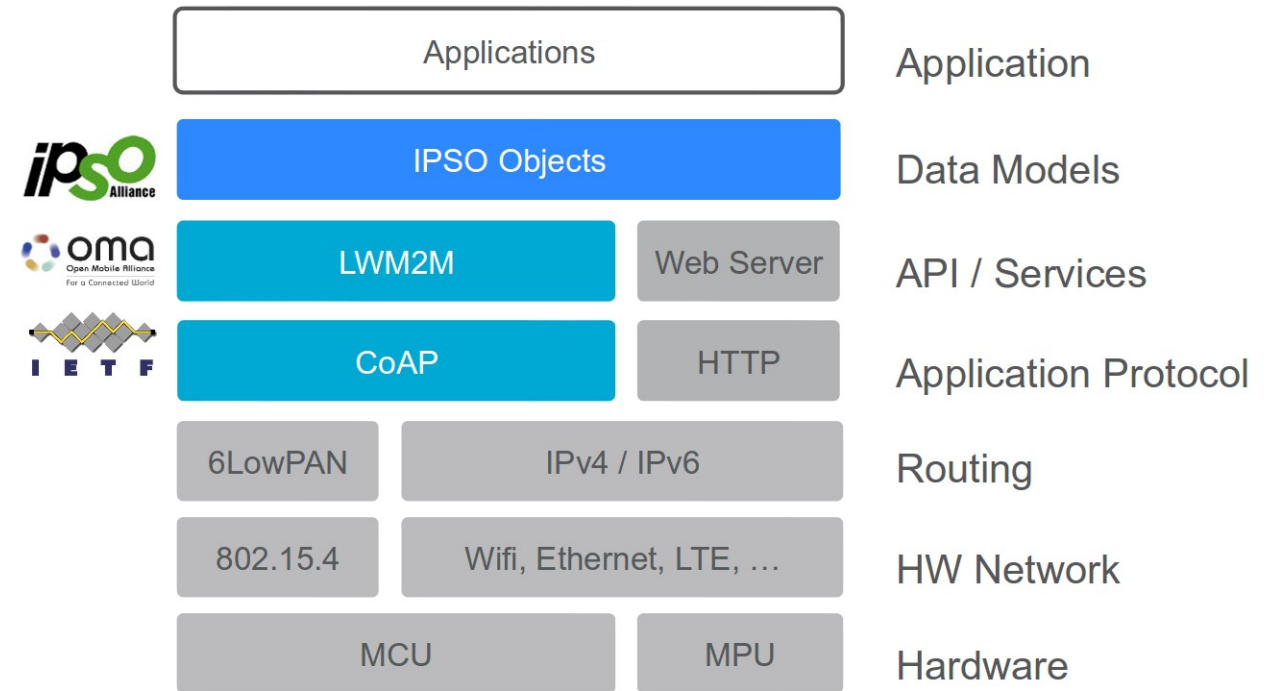 Applications
Application
ipso
Alliance
IPSO Objects
Data Models
oma
Open Mobile Alliance
For a Connected World
LWM2M
Web Server
API / Services
IETF
CoAP
HTTP
Application Protocol
6LowPAN
IPv4 / IPv6
Routing
802.15.4
Wifi, Ethernet, LTE, …
HW Network
MCU
MPU
Hardware